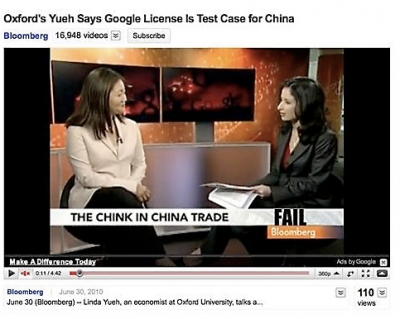 Oxford's Yueh Says Google License Is Test Case for China
Bloomberg 16,948 videos Subscribe
THE CHINK IN CHINA TRADE
FAIL
Bloomberg
Make A Difference Today
Ads by Google
0:11 / 4:42
360p
Bloomberg June 30, 2010
June 30 (Bloomberg) -- Linda Yueh, an economist at Oxford University, talks a...
110
views